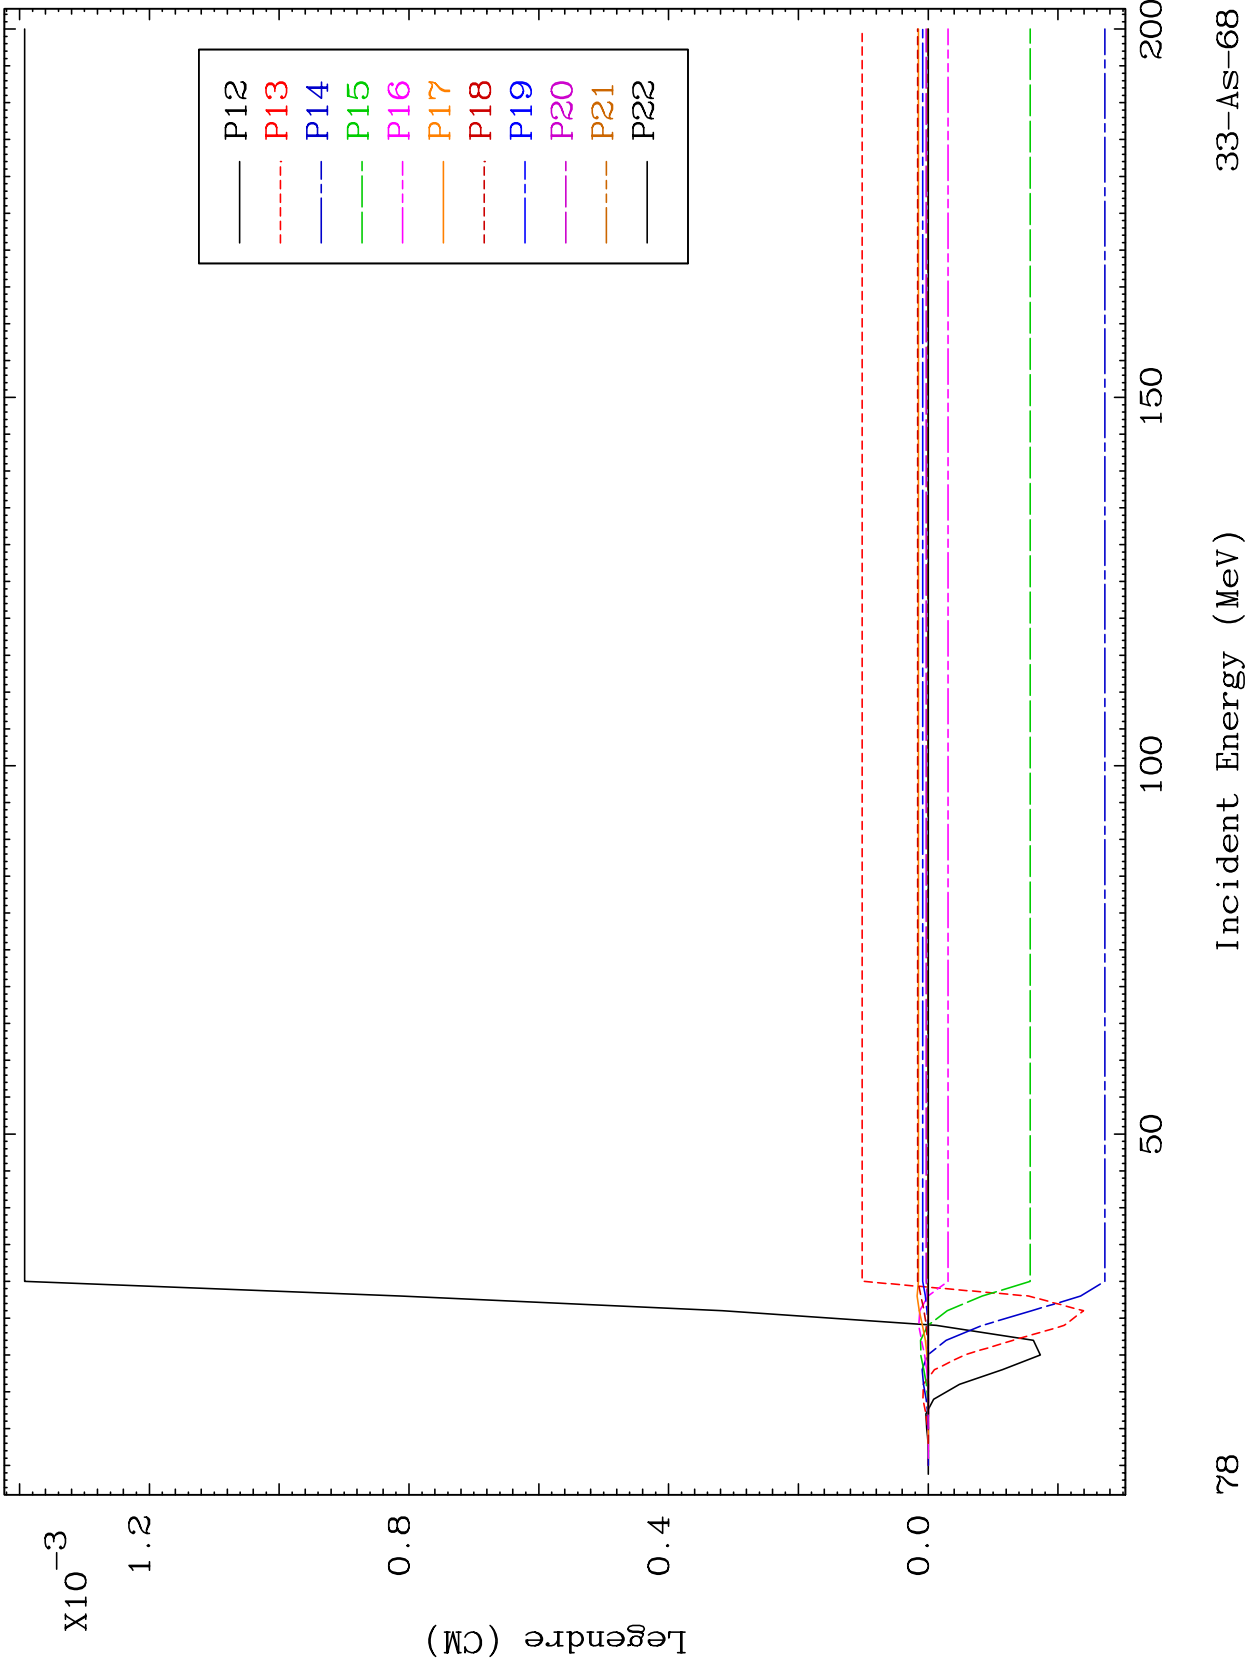 X10-3
1.2
0.8
0.4
0.0
Legendre (CM)
P12
P13
P14
P15
P16
P17
P18
P19
P20
P21
P22
50
100
150
200
Incident Energy (MeV)
78
33-As-68